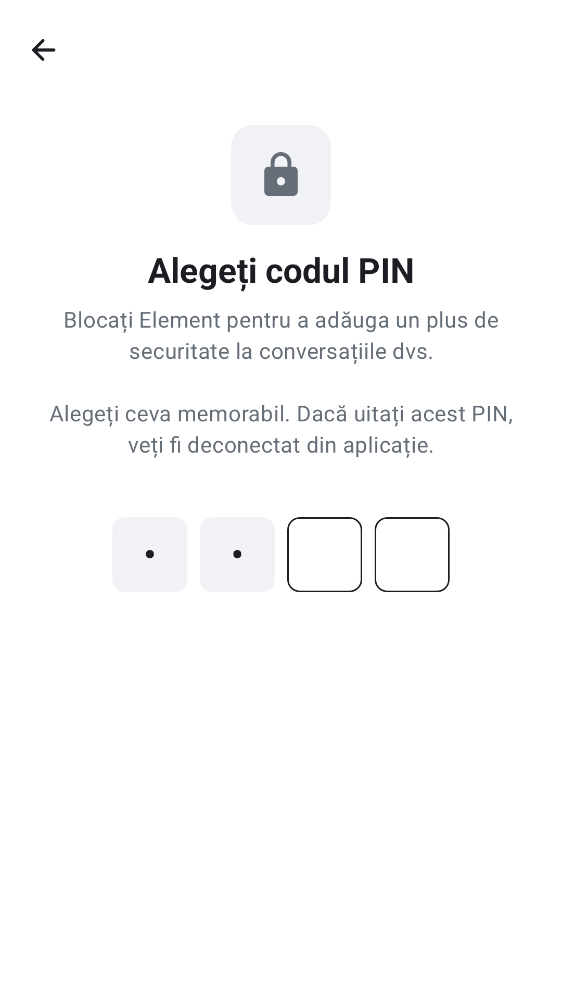 Alegeți codul PIN
Blocați Element pentru a adăuga un plus de
securitate la conversațiile dvs.
Alegeți ceva memorabil. Dacă uitați acest PIN,
veți fi deconectat din aplicație.